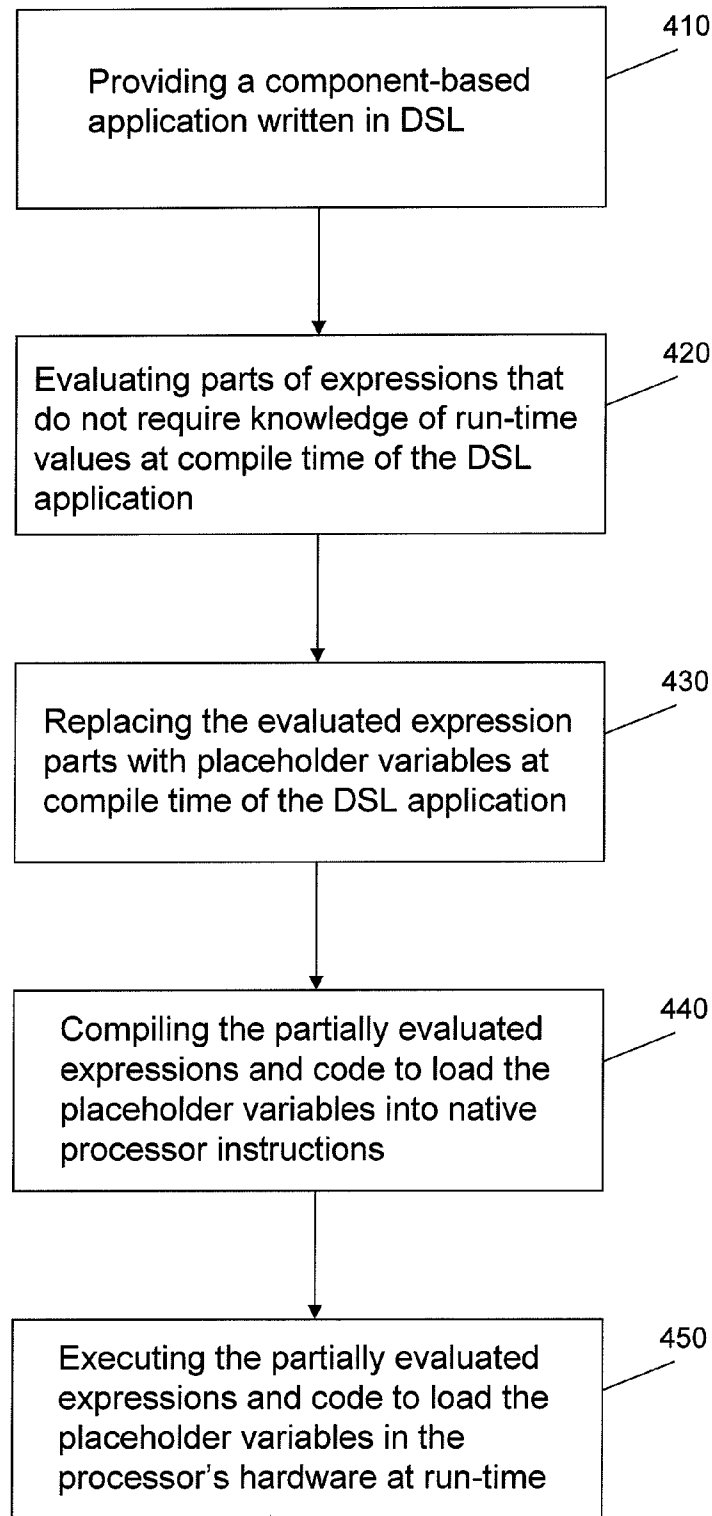 410
Providing a component-based
application written in DSL
420
Evaluating parts of expressions that
do not require knowledge of run-time
values at compile time of the DSL
application
430
Replacing the evaluated expression
parts with placeholder variables at
compile time of the DSL application
440
Compiling the partially evaluated
expressions and code to load the
placeholder variables into native
processor instructions
450
Executing the partially evaluated
expressions and code to load the
placeholder variables in the
processor's hardware at run-time